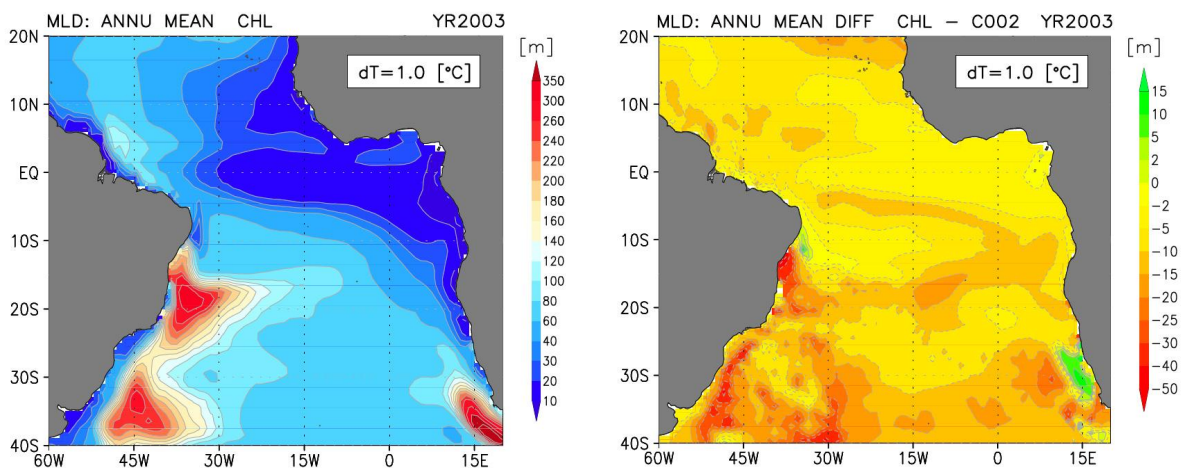 MLD: ANNU MEAN CHL YR2003
20N
10N
EQ
10S
20S
30S
40S
60W 45W 30W 15W 0 15E
dT=1.0 [°C]
[m]
350
300
260
220
200
180
160
140
120
100
80
60
40
30
20
10
MLD: ANNU MEAN DIFF CHL – C002 YR2003
20N
10N
EQ
10S
20S
30S
40S
60W 45W 30W 15W 0 15E
dT=1.0 [°C]
[m]
15
10
5
2
0
−2
−5
−10
−15
−20
−25
−30
−40
−50